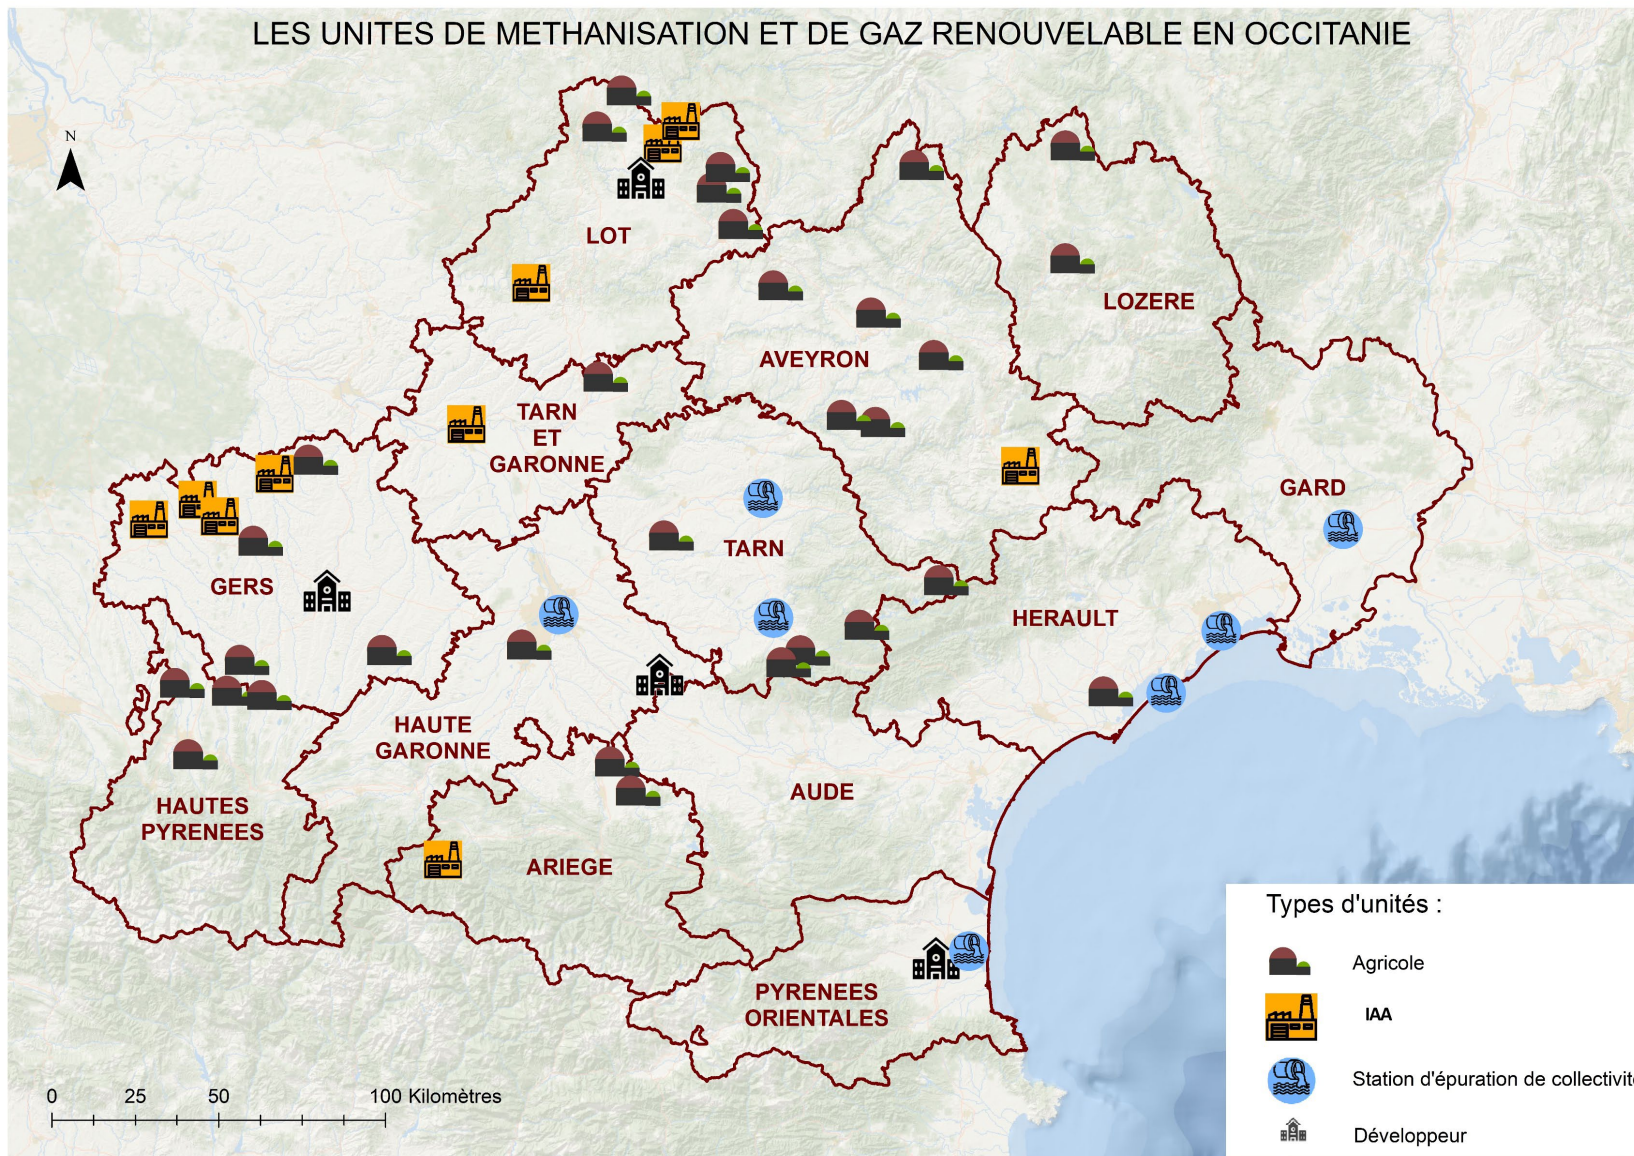 LES UNITES DE METHANISATION ET DE GAZ RENOUVELABLE EN OCCITANIE
N
LOT
LOZERE
AVEYRON
TARN
ET
GARONNE
GARD
TARN
GERS
HERAULT
HAUTE
GARONNE
AUDE
HAUTES
PYRENEES
ARIEGE
PYRENEES
ORIENTALES
Types d'unités :
Agricole
IAA
Station d'épuration de collectivit
Développeur
0 25 50 100 Kilomètres